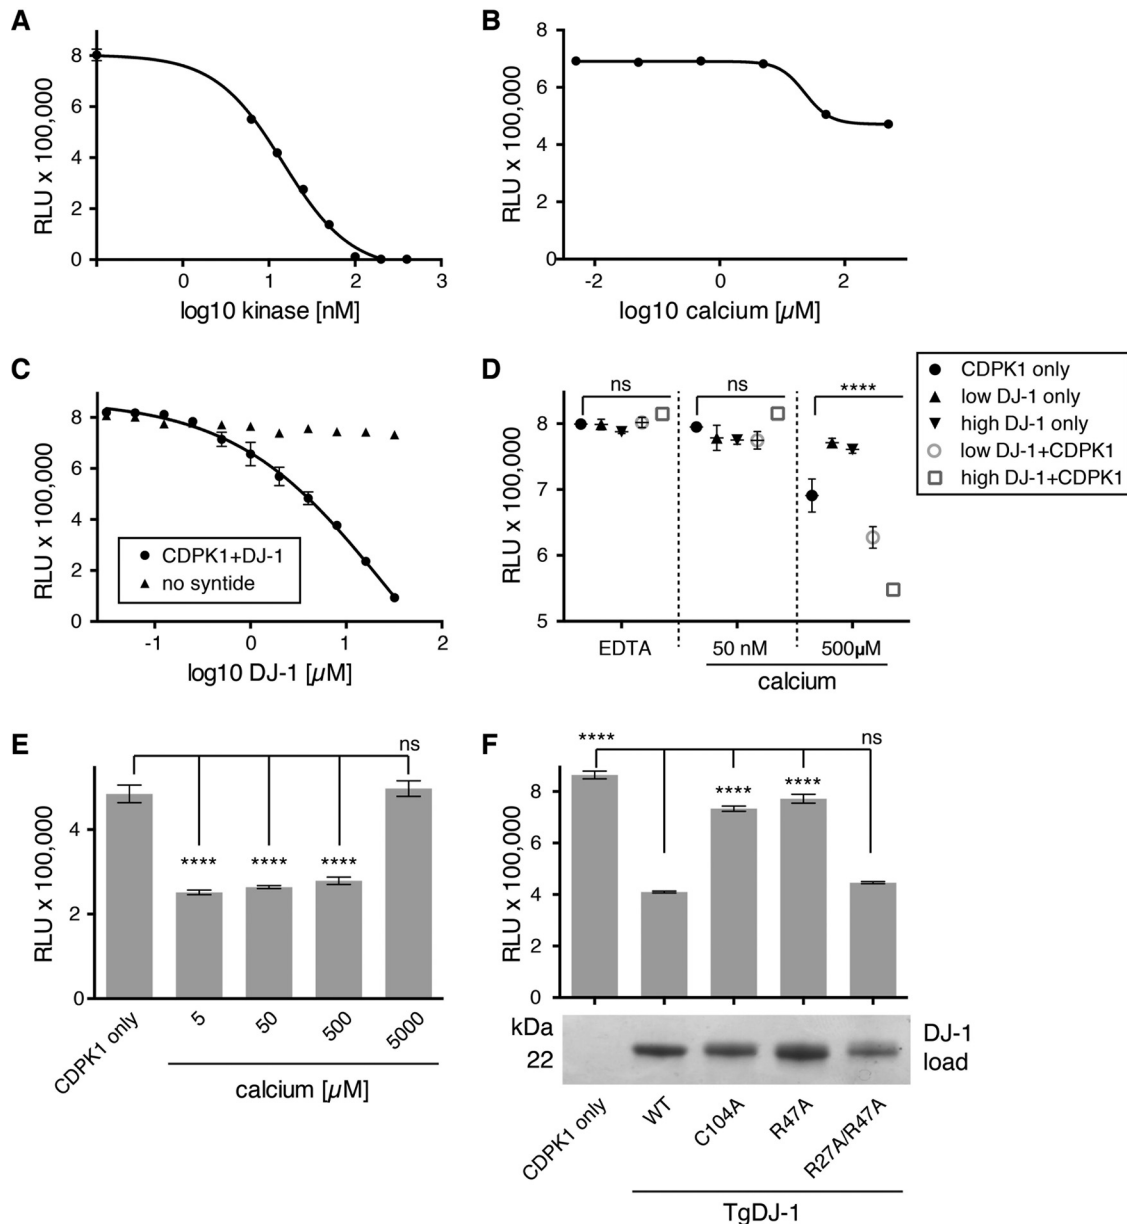 A
RLU x 100,000
8
6
4
2
0
0
1
2
3
log10 kinase [nM]
B
RLU x 100,000
8
6
4
2
0
-2
0
2
log10 calcium [µM]
C
RLU x 100,000
8
6
4
2
0
CDPK1+DJ-1
no syntide
-1
0
1
2
log10 DJ-1 [µM]
D
RLU x 100,000
8
7
6
5
ns
ns
****
EDTA
50 nM
500µM
calcium
CDPK1 only
low DJ-1 only
high DJ-1 only
low DJ-1+CDPK1
high DJ-1+CDPK1
E
RLU x 100,000
4
2
0
ns
****
****
****
CDPK1 only
5
50
500
5000
calcium [µM]
F
RLU x 100,000
8
6
4
2
0
****
****
****
ns
kDa
22
DJ-1
load
CDPK1 only
WT
C104A
R47A
R27A/R47A
TgDJ-1